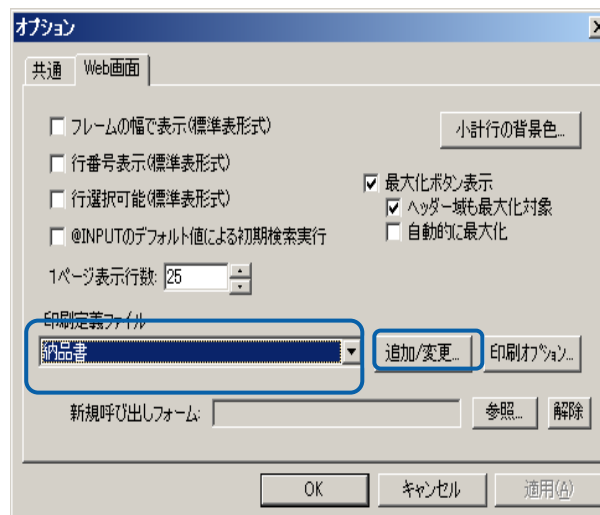 オプション
共通 Web画面
フレームの幅で表示(標準表形式)
小計行の背景色...
行番号表示(標準表形式)
最大化ボタン表示
行選択可能(標準表形式)
ヘッダー域も最大化対象
@INPUTのデフォルト値による初期検索実行
自動的に最大化
1ページ表示行数: 25
印刷定義ファイル
納品書 追加/変更... 印刷オプション...
新規呼び出しフォーム: 参照... 解除
OK キャンセル 適用(A)